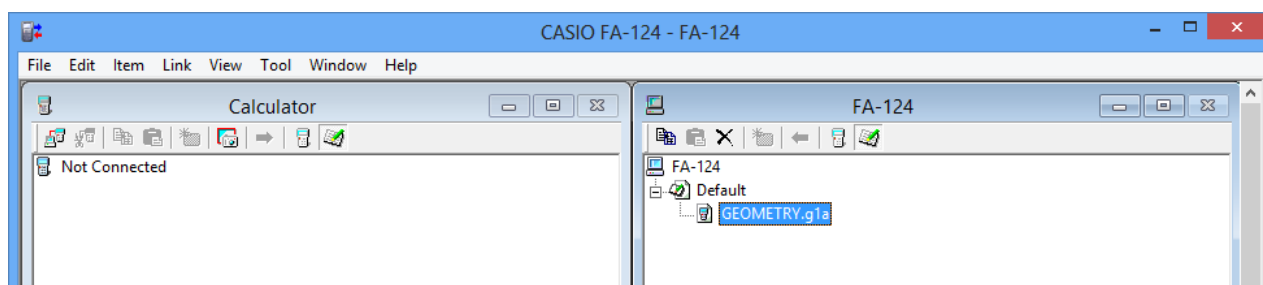 CASIO FA-124 - FA-124
File Edit Item Link View Tool Window Help
Calculator
Not Connected
FA-124
FA-124
Default
GEOMETRY.g1a